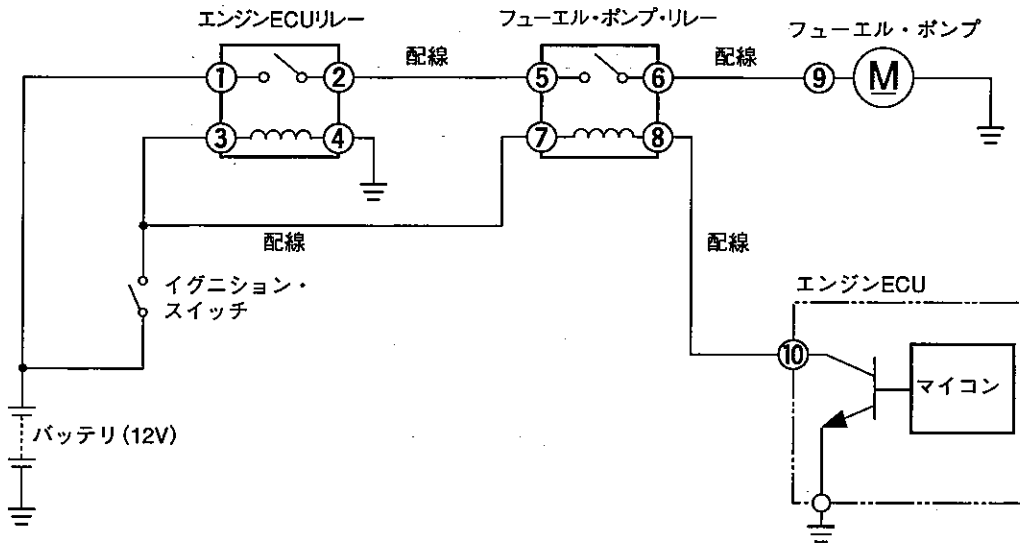 エンジンECUリレー
フューエル・ポンプ・リレー
フューエル・ポンプ
① ② 配線 ⑤ ⑥ 配線 ⑨ M
③ ④ ⑦ ⑧
配線
配線
イグニション・
スイッチ
エンジンECU
⑩
マイコン
バッテリ(12V)